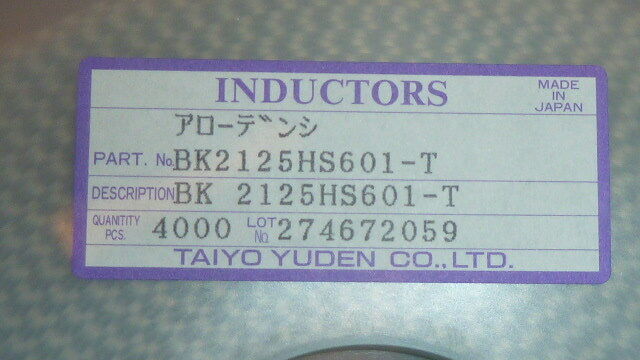 INDUCTORS
MADE IN JAPAN
アローデンシ
PART. No. BK2125HS601-T
DESCRIPTION BK 2125HS601-T
QUANITITY PCS. 4000 LOT No. 274672059
TAIYO YUDEN CO.,LTD.